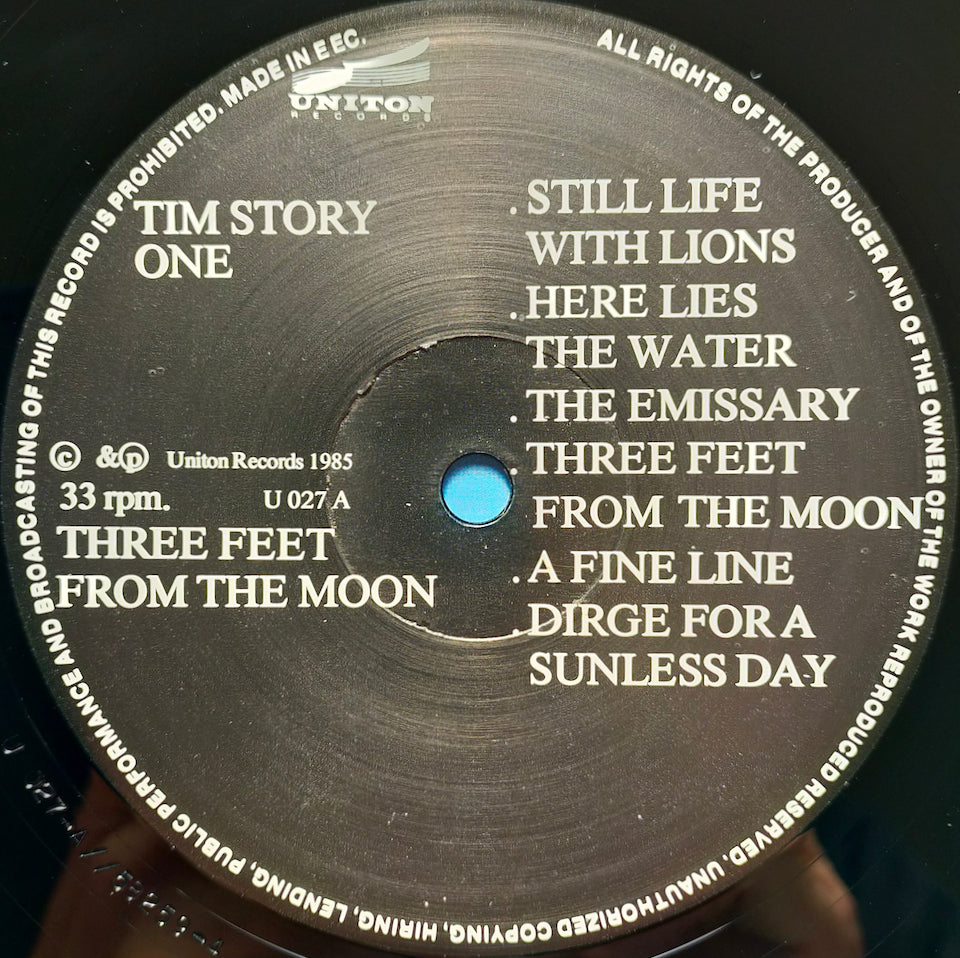 ALL RIGHTS OF THE PRODUCER AND OF THE OWNER OF THE WORK REPRODUCED RESERVED. UNAUTHORIZED COPYING, HIRING, LENDING, PUBLIC PERFORMANCE AND BROADCASTING OF THIS RECORD IS PROHIBITED. MADE IN EEC.
UNITON
RECORDS
TIM STORY
ONE
© &℗ Uniton Records 1985
33 rpm. U 027 A
THREE FEET
FROM THE MOON
. STILL LIFE
WITH LIONS
. HERE LIES
THE WATER
. THE EMISSARY
. THREE FEET
FROM THE MOON
. A FINE LINE
. DIRGE FOR A
SUNLESS DAY